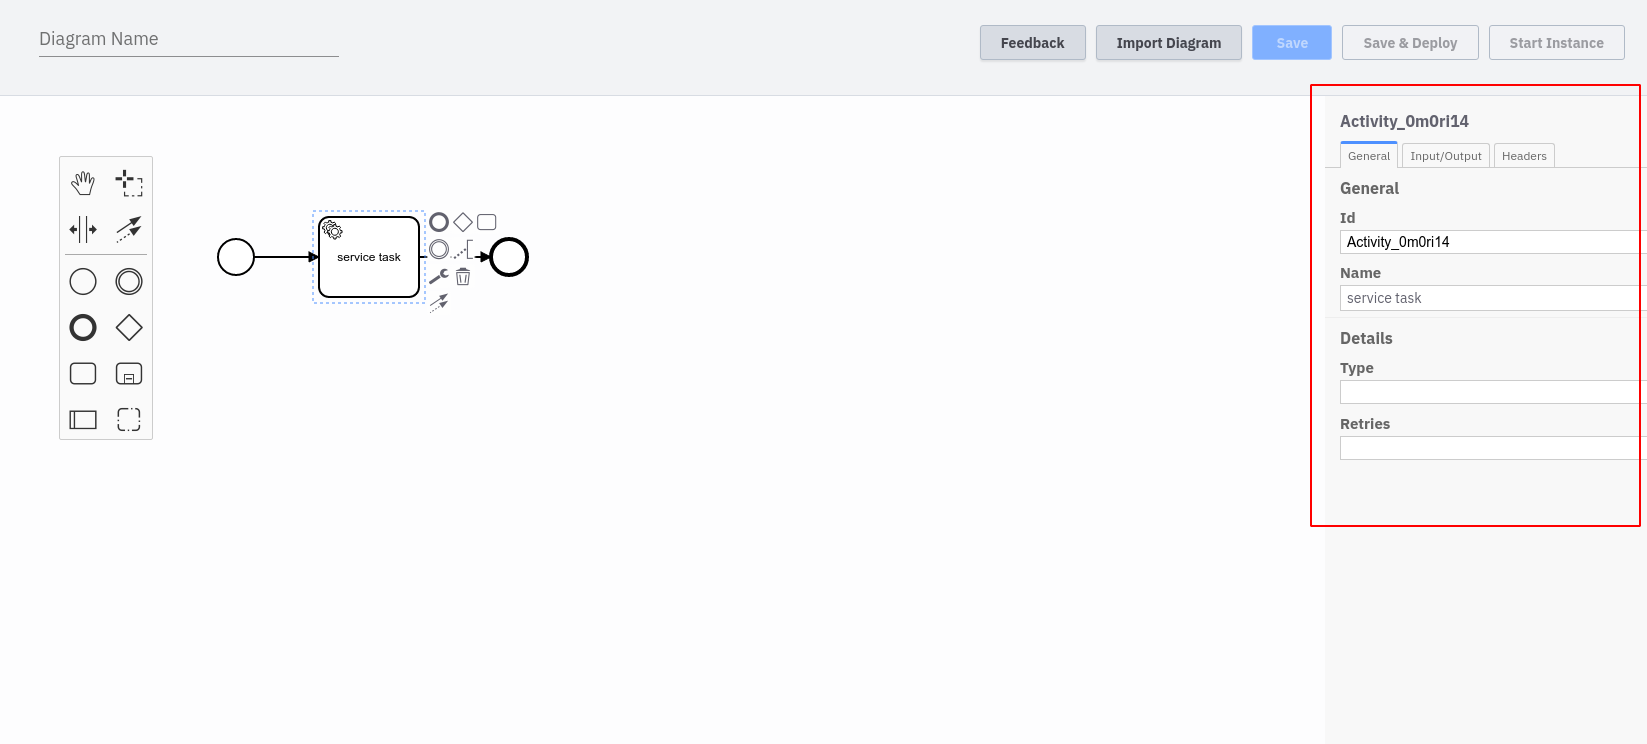 Diagram Name
Feedback
Import Diagram
Save
Save & Deploy
Start Instance
service task
Activity_0m0ri14
General
Input/Output
Headers
General
Id
Activity_0m0ri14
Name
service task
Details
Type
Retries